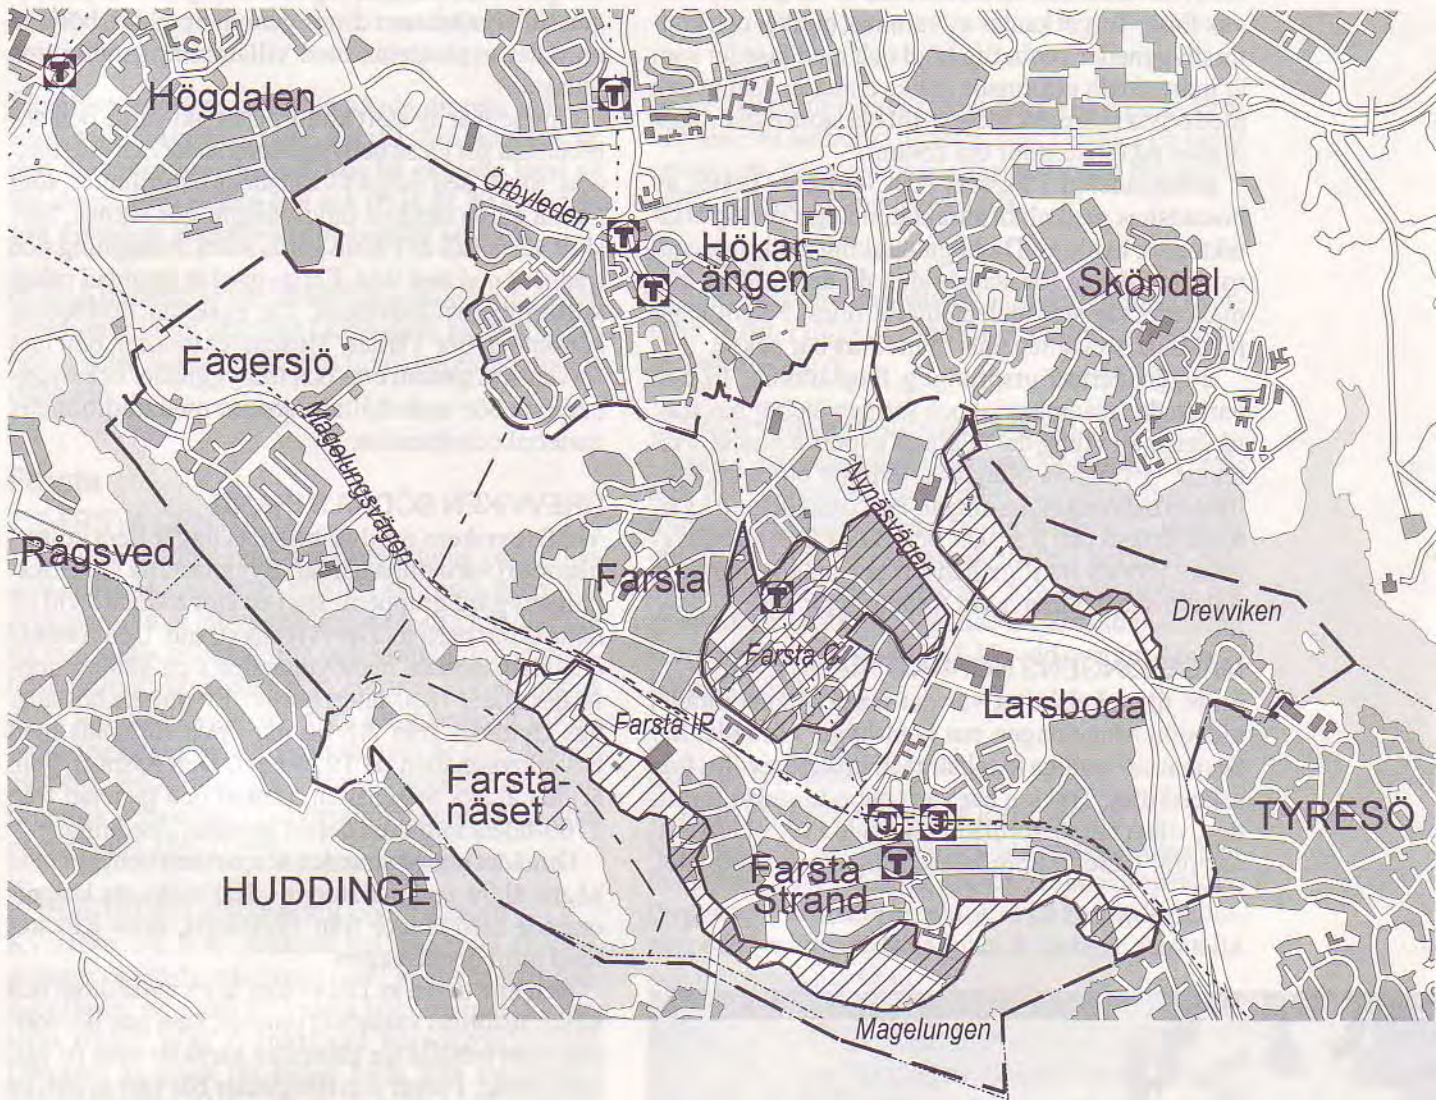 T
T
Högdalen
Örbyleden
T
Hökar-
ängen
T
Sköndal
Fagersjö
Magelungsvägen
Nynäsvägen
Rågsved
Farsta
T
Drevviken
Farsta C
Larsboda
Farsta IP
Farsta-
näset
J
TYRESÖ
T
Farsta
Strand
HUDDINGE
Magelungen